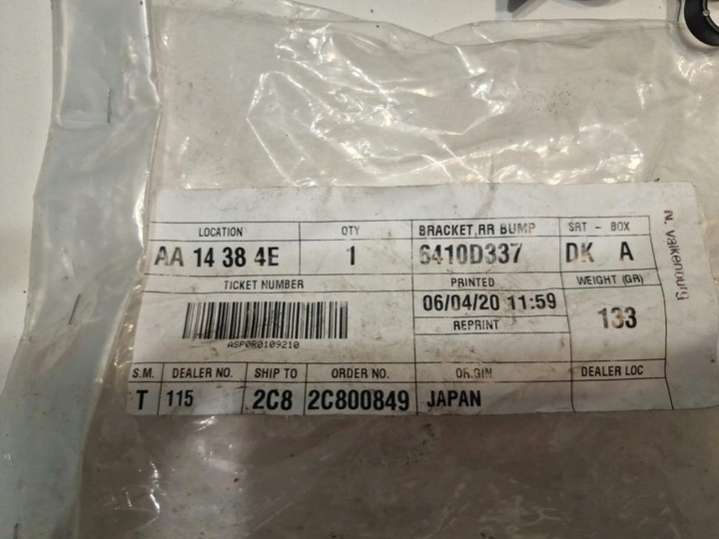 LOCATION QTY BRACKET,RR BUMP SRT - BOX
AA 14 38 4E 1 6410D337 DK A
TICKET NUMBER PRINTED WEIGHT (GR)
06/04/20 11:59 133
REPRINT
ASP0R0109210
S.M. DEALER NO. SHIP TO ORDER NO. ORIGIN DEALER LOC
T 115 2C8 2C800849 JAPAN
N. Valkenburg